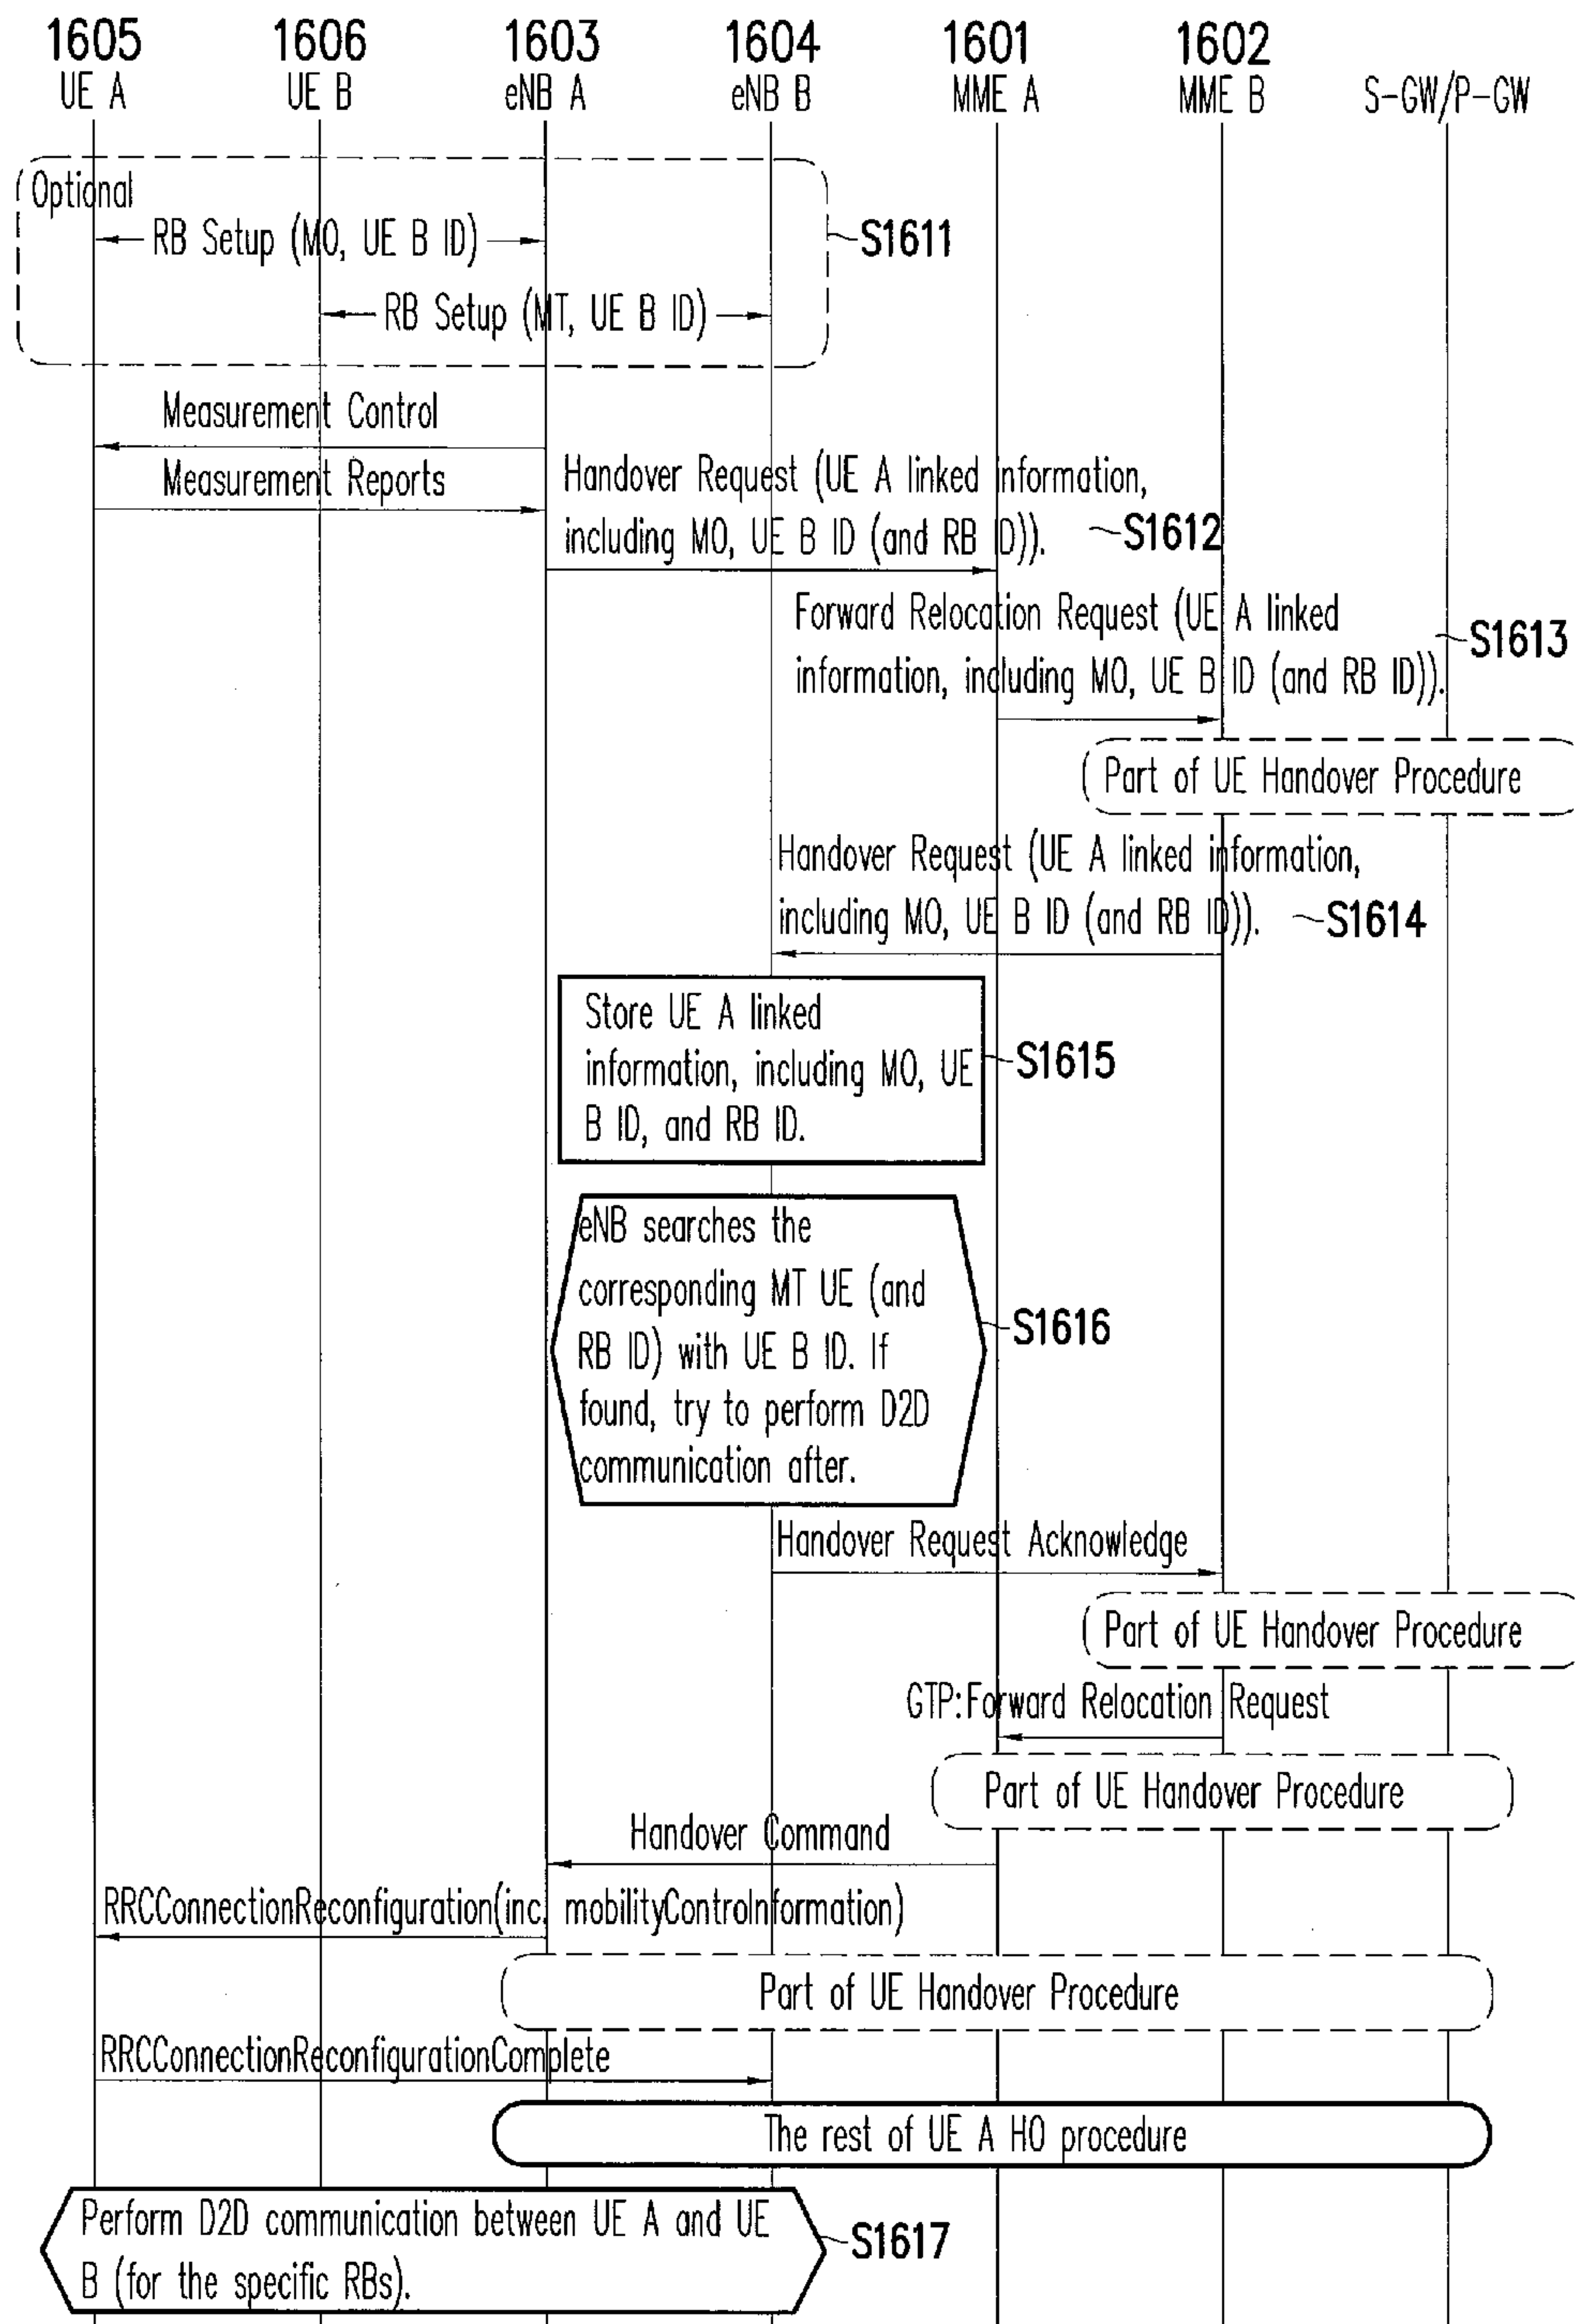 1605 1606 1603 1604 1601 1602
UE A UE B eNB A eNB B MME A MME B S-GW/P-GW
Optional
RB Setup (MO, UE B ID)
S1611
RB Setup (MT, UE B ID)
Measurement Control
Measurement Reports
Handover Request (UE A linked information,
including MO, UE B ID (and RB ID)).
S1612
Forward Relocation Request (UE A linked
information, including MO, UE B ID (and RB ID)).
S1613
Part of UE Handover Procedure
Handover Request (UE A linked information,
including MO, UE B ID (and RB ID)).
S1614
Store UE A linked
information, including MO, UE
B ID, and RB ID.
S1615
eNB searches the
corresponding MT UE (and
RB ID) with UE B ID. If
found, try to perform D2D
communication after.
S1616
Handover Request Acknowledge
Part of UE Handover Procedure
GTP:Forward Relocation Request
Part of UE Handover Procedure
Handover Command
RRCConnectionReconfiguration(inc. mobilityControInformation)
Part of UE Handover Procedure
RRCConnectionReconfigurationComplete
The rest of UE A HO procedure
Perform D2D communication between UE A and UE
B (for the specific RBs).
S1617